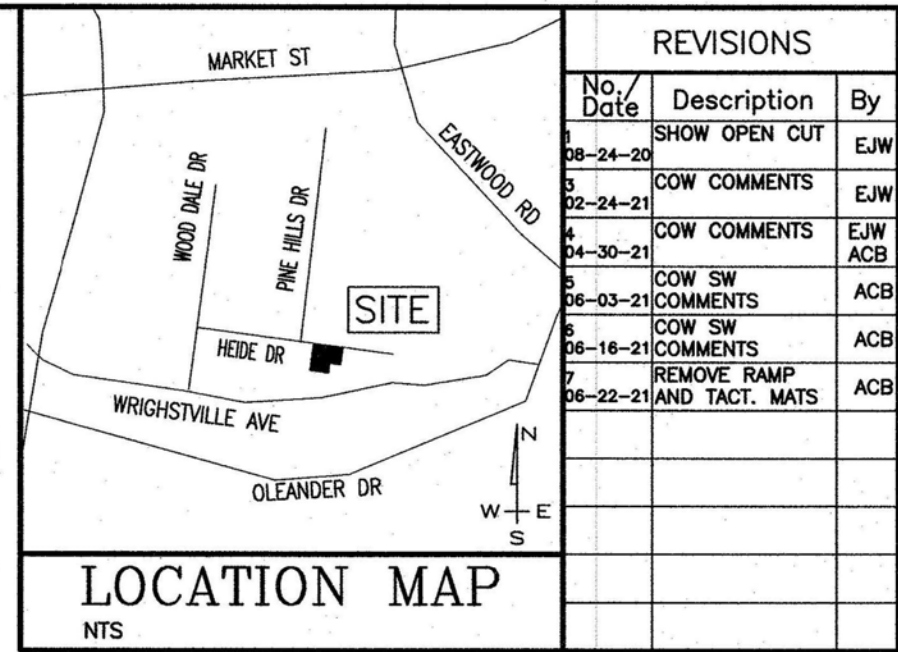 MARKET ST
EASTWOOD RD
WOOD DALE DR
PINE HILLS DR
SITE
HEIDE DR
WRIGHSTVILLE AVE
OLEANDER DR
N
W E
S
LOCATION MAP
NTS
REVISIONS
No./ Date Description By
1 08-24-20 SHOW OPEN CUT EJW
3 02-24-21 COW COMMENTS EJW
4 04-30-21 COW COMMENTS EJW ACB
5 06-03-21 COW SW COMMENTS ACB
6 06-16-21 COW SW COMMENTS ACB
7 06-22-21 REMOVE RAMP AND TACT. MATS ACB